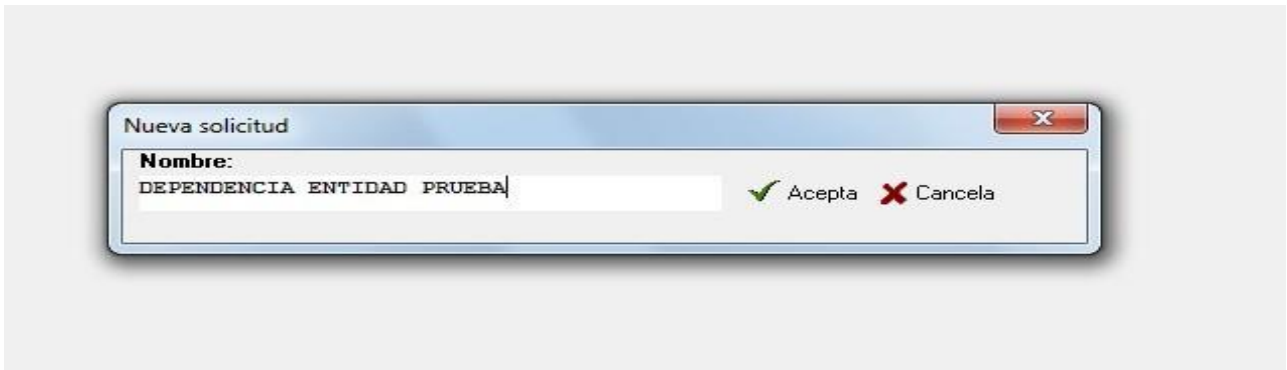 Nueva solicitud
Nombre:
DEPENDENCIA ENTIDAD PRUEBA
Acepta Cancela